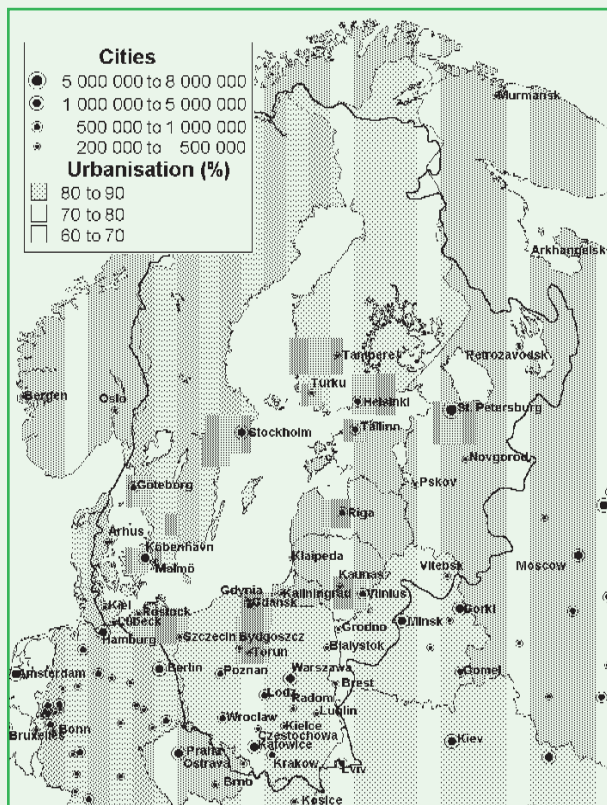 Cities
5 000 000 to 8 000 000
1 000 000 to 5 000 000
500 000 to 1 000 000
200 000 to 500 000
Urbanisation (%)
80 to 90
70 to 80
60 to 70
Murmansk
Arkhangelsk
Tampere
Petrozavodsk
Turku
Bergen
Oslo
Helsinki
St. Petersburg
Stockholm
Tallinn
Novgorod
Göteborg
Pskov
Riga
Århus
København
Klaipeda
Vitebsk
Moscow
Malmö
Kaunas
Gdynia
Kaliningrad
Vilnius
Kiel
Rostock
Gdansk
Gorki
Lübeck
Minsk
Hamburg
Szczecin
Bydgoszcz
Grodno
Torun
Bialystok
Amsterdam
Berlin
Poznan
Warszawa
Brest
Gomel
Lodz
Radom
Wroclaw
Lublin
Bonn
Kielce
Bruxelles
Czestochowa
Kiev
Praha
Katowice
Ostrava
Krakow
Lviv
Brno
Kosice